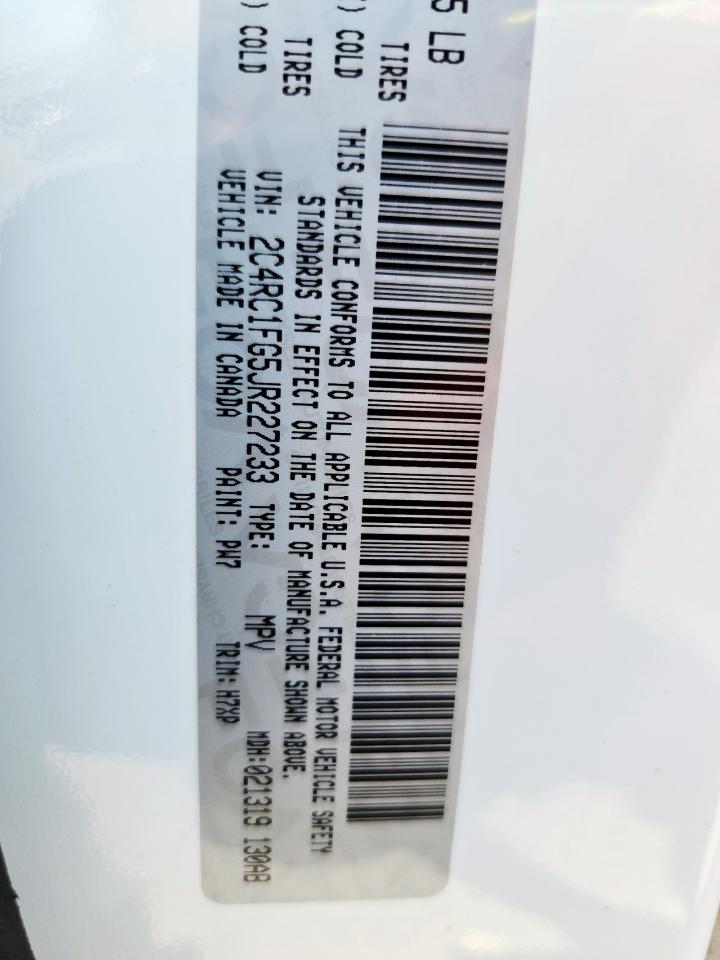 5 LB
TIRES
) COLD
THIS VEHICLE CONFORMS TO ALL APPLICABLE U.S.A. FEDERAL MOTOR VEHICLE SAFETY
TIRES
STANDARDS IN EFFECT ON THE DATE OF MANUFACTURE SHOWN ABOVE.
) COLD
VIN: 2C4RC1FG5JR227233 TYPE: MPV MDH:021319 130AB
VEHICLE MADE IN CANADA PAINT: PW7 TRIM: H7XP